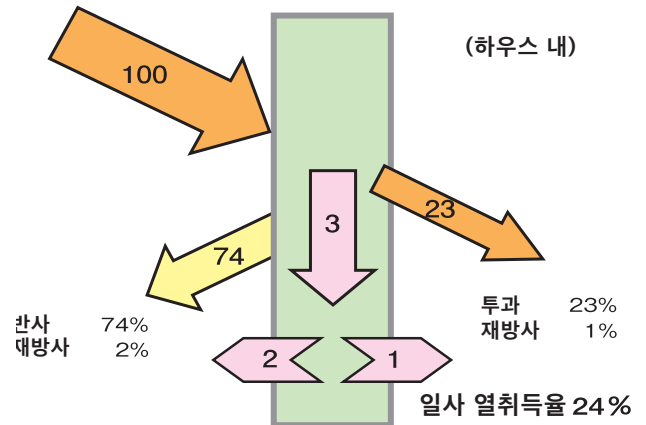 (하우스 내)
100
3
23
74
반사 74%
재방사 2%
투과 23%
재방사 1%
2
1
일사 열취득율 24%